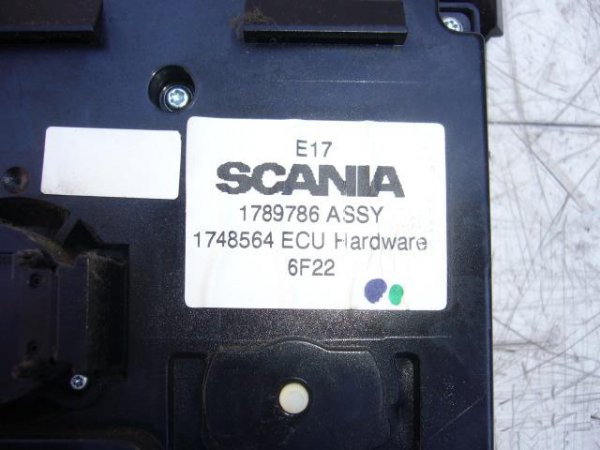 E17
SCANIA
1789786 ASSY
1748564 ECU Hardware
6F22